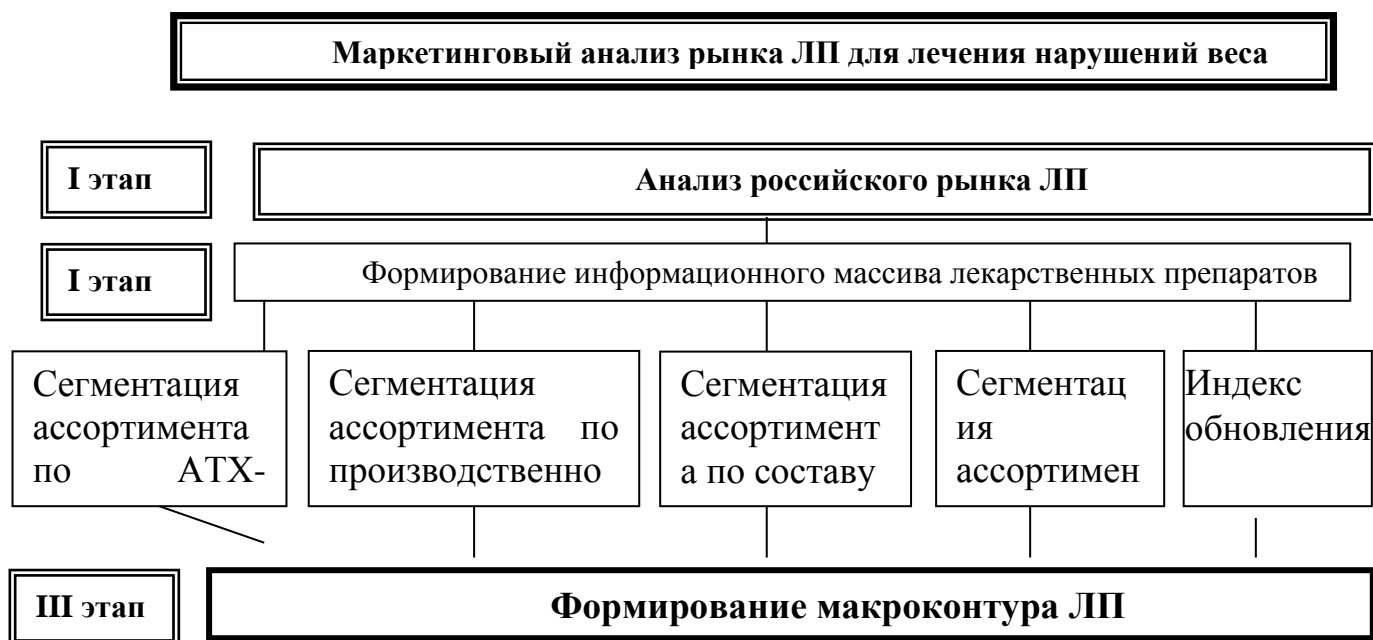 Маркетинговый анализ рынка ЛП для лечения нарушений веса
I этап
Анализ российского рынка ЛП
I этап
Формирование информационного массива лекарственных препаратов
Сегментация
ассортимента
по АТХ-
Сегментация
ассортимента по
производственно
Сегментация
ассортимент
а по составу
Сегментац
ия
ассортимен
Индекс
обновления
III этап
Формирование макроконтура ЛП